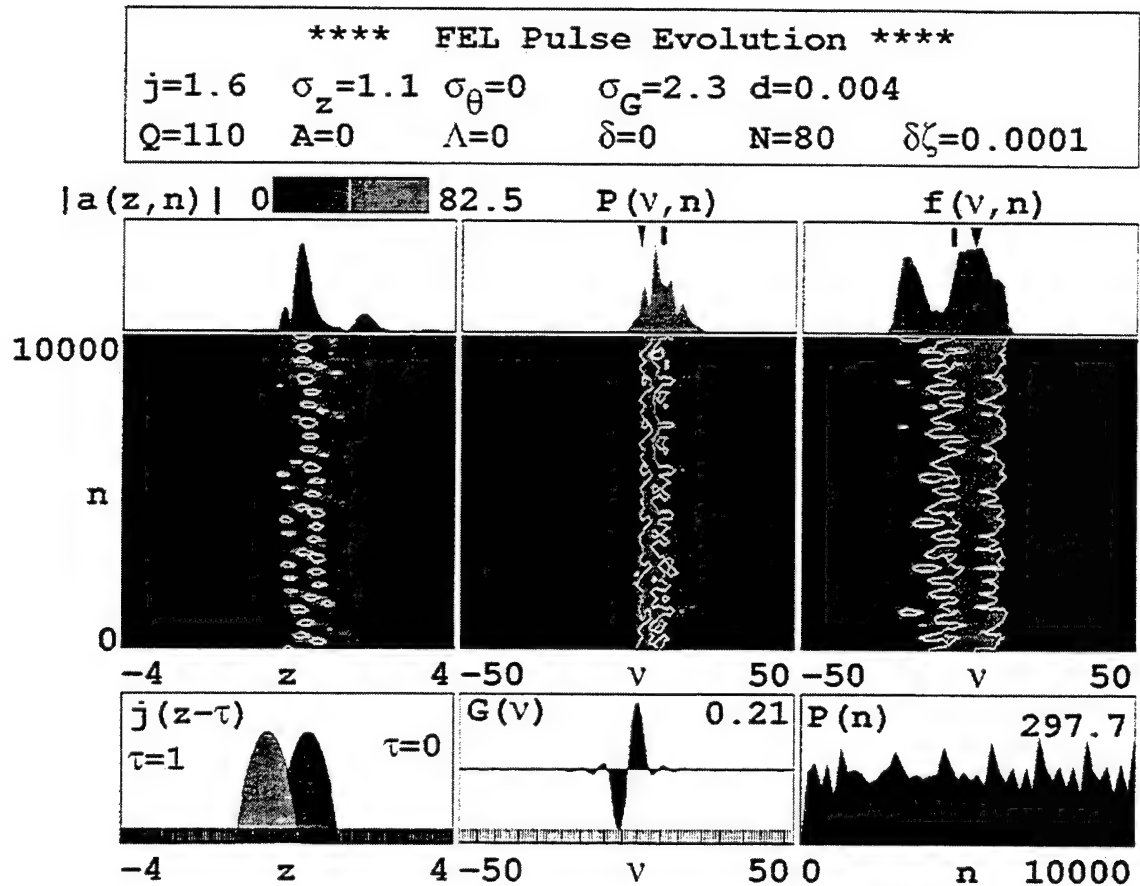 **** FEL Pulse Evolution ****
j=1.6 σz=1.1 σθ=0 σG=2.3 d=0.004
Q=110 A=0 Λ=0 δ=0 N=80 δζ=0.0001
|a(z,n)| 0 82.5 P(ν,n) f(ν,n)
10000
n
0
-4 z 4 -50 ν 50 -50 ν 50
j(z-τ) G(ν) 0.21 P(n) 297.7
τ=1 τ=0
-4 z 4 -50 ν 50 0 n 10000